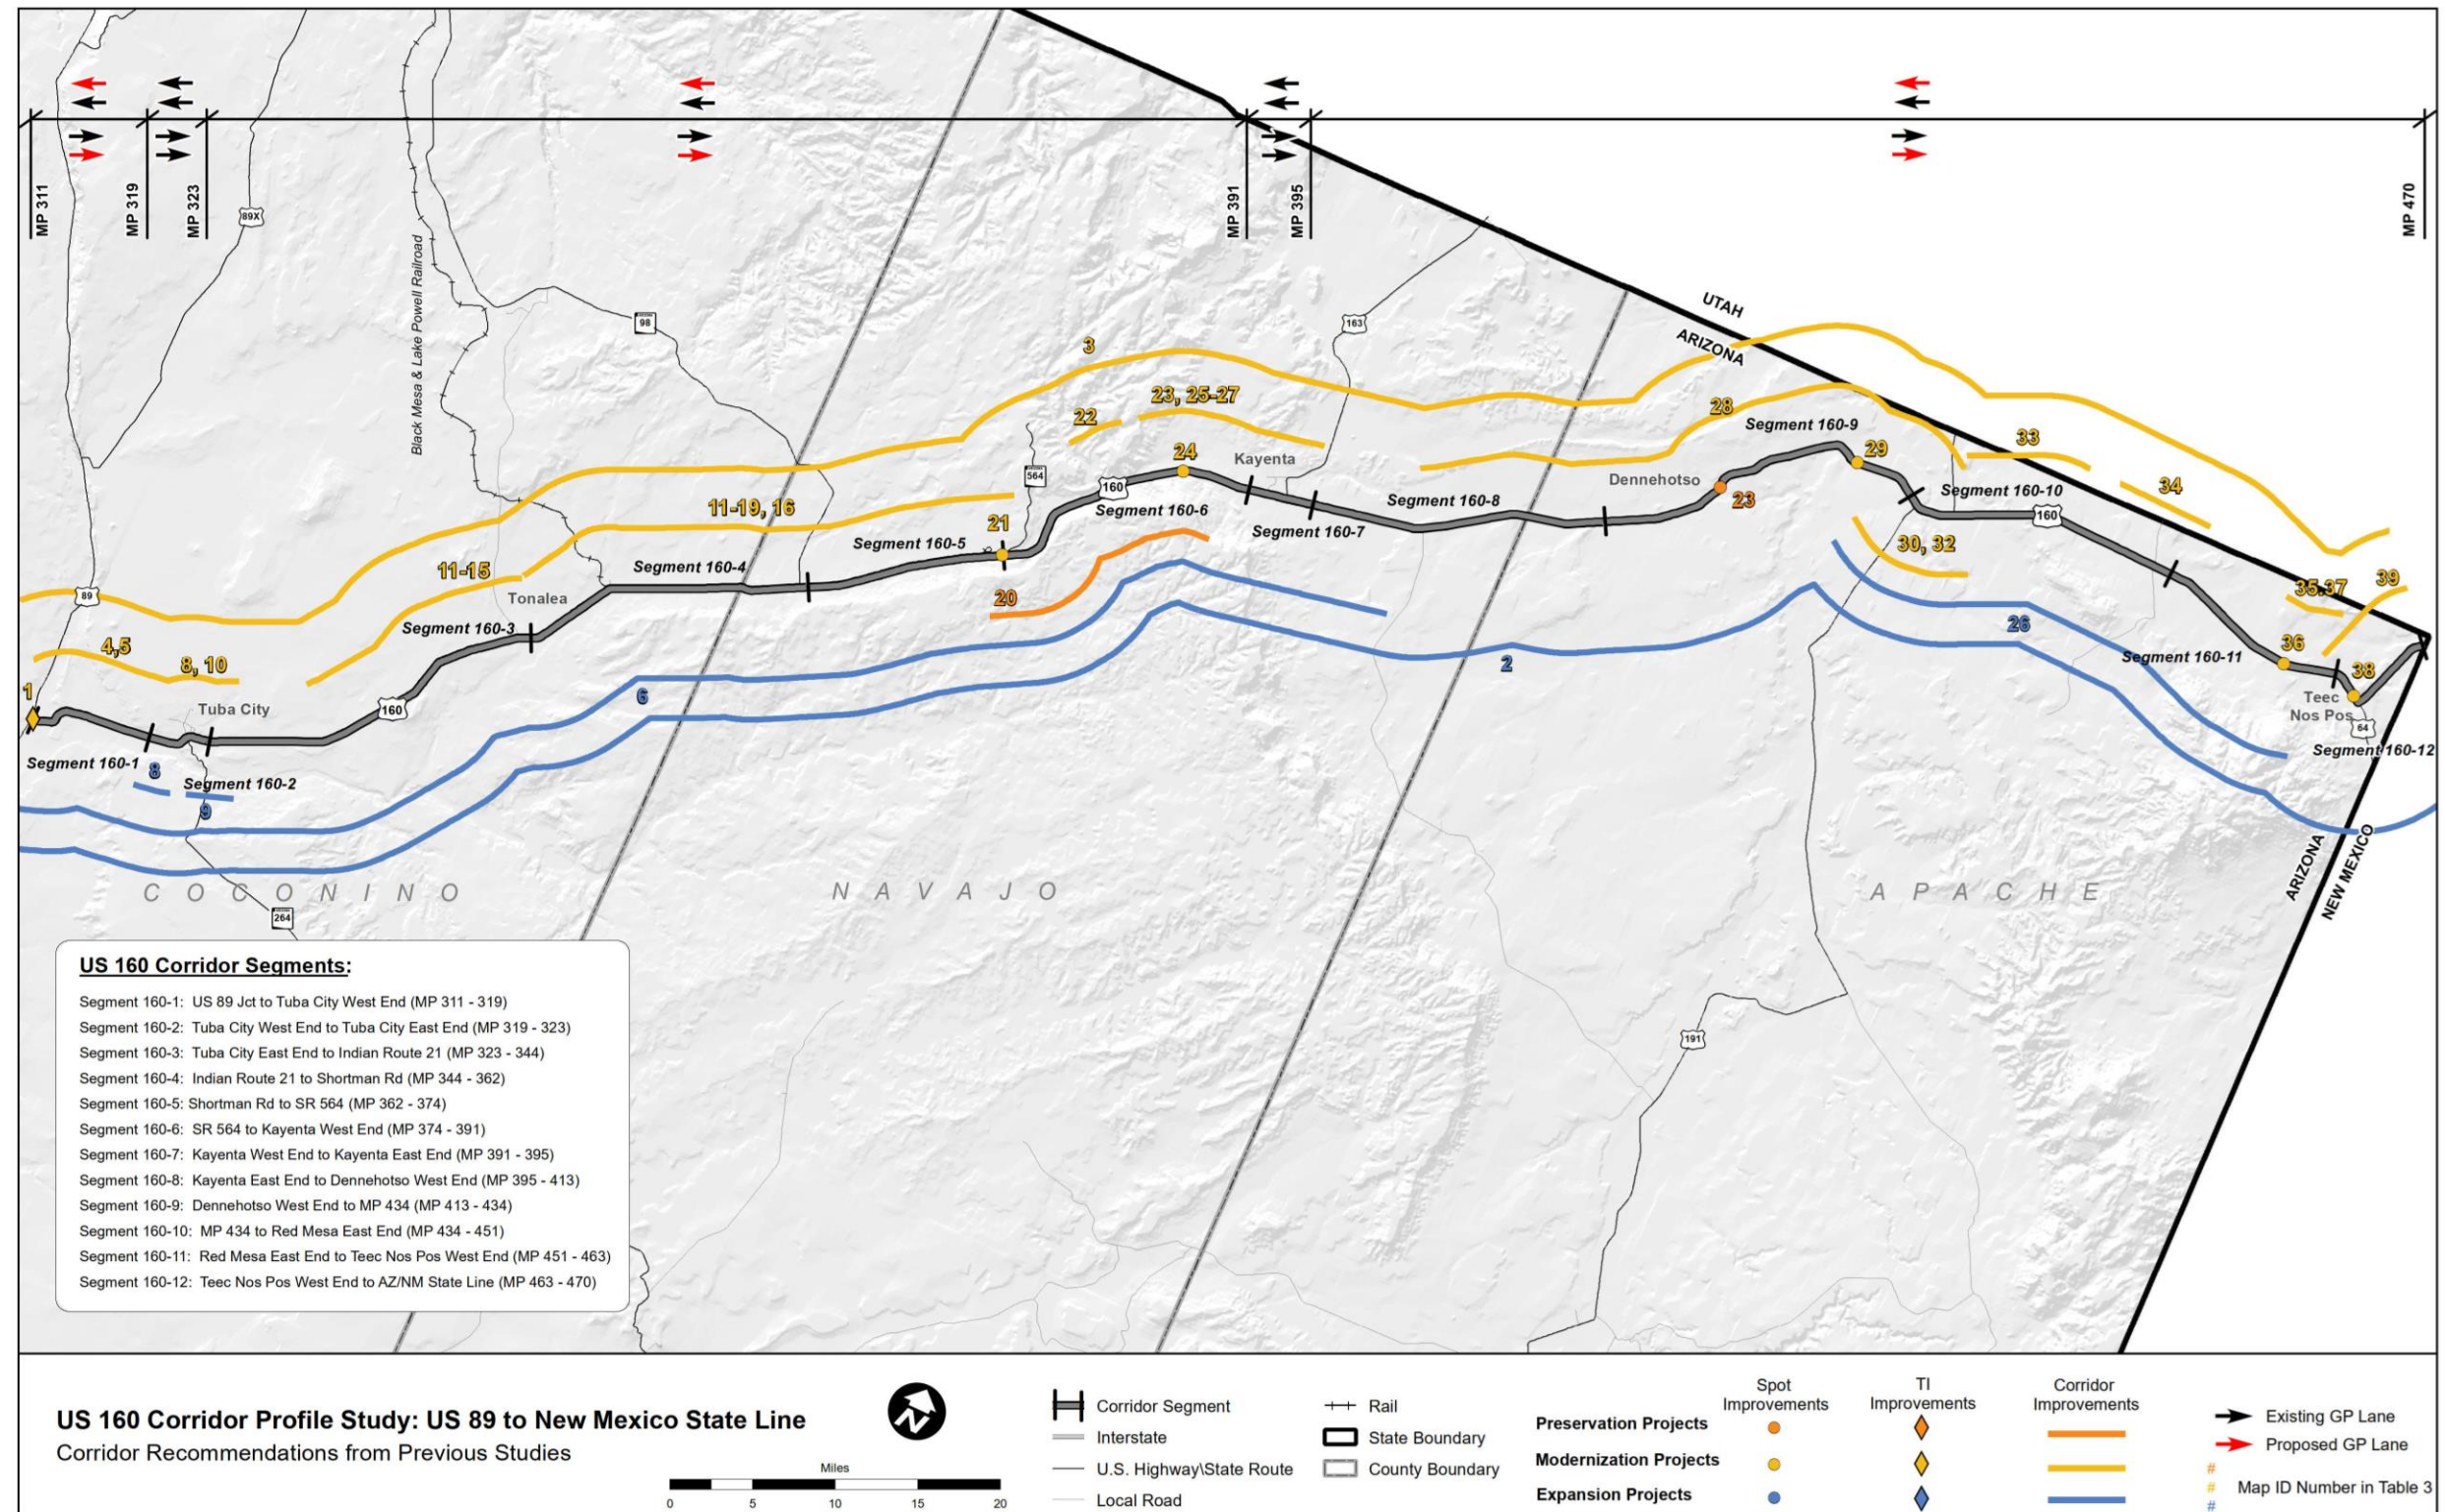 MP 311
MP 319
MP 323
MP 391
MP 395
MP 470
89X
Black Mesa & Lake Powell Railroad
98
163
UTAH
ARIZONA
3
23, 25-27
22
24
Kayenta
564
160
Segment 160-6
Segment 160-7
Segment 160-8
28
Segment 160-9
29
Dennehotso
23
33
34
Segment 160-10
160
11-19, 16
21
Segment 160-5
Segment 160-4
11-15
Tonalea
Segment 160-3
89
4,5
8, 10
1
Tuba City
160
Segment 160-1
8
Segment 160-2
9
20
6
2
30, 32
26
35.37
39
36
38
Segment 160-11
Teec
Nos Pos
64
Segment 160-12
ARIZONA
NEW MEXICO
COCONINO
NAVAJO
APACHE
264
191
US 160 Corridor Segments:
Segment 160-1: US 89 Jct to Tuba City West End (MP 311 - 319)
Segment 160-2: Tuba City West End to Tuba City East End (MP 319 - 323)
Segment 160-3: Tuba City East End to Indian Route 21 (MP 323 - 344)
Segment 160-4: Indian Route 21 to Shortman Rd (MP 344 - 362)
Segment 160-5: Shortman Rd to SR 564 (MP 362 - 374)
Segment 160-6: SR 564 to Kayenta West End (MP 374 - 391)
Segment 160-7: Kayenta West End to Kayenta East End (MP 391 - 395)
Segment 160-8: Kayenta East End to Dennehotso West End (MP 395 - 413)
Segment 160-9: Dennehotso West End to MP 434 (MP 413 - 434)
Segment 160-10: MP 434 to Red Mesa East End (MP 434 - 451)
Segment 160-11: Red Mesa East End to Teec Nos Pos West End (MP 451 - 463)
Segment 160-12: Teec Nos Pos West End to AZ/NM State Line (MP 463 - 470)
US 160 Corridor Profile Study: US 89 to New Mexico State Line
Corridor Recommendations from Previous Studies
N
Miles
0 5 10 15 20
Corridor Segment
Interstate
U.S. Highway\State Route
Local Road
Rail
State Boundary
County Boundary
Spot
Improvements
TI
Improvements
Corridor
Improvements
Preservation Projects
Modernization Projects
Expansion Projects
Existing GP Lane
Proposed GP Lane
#
# Map ID Number in Table 3
#